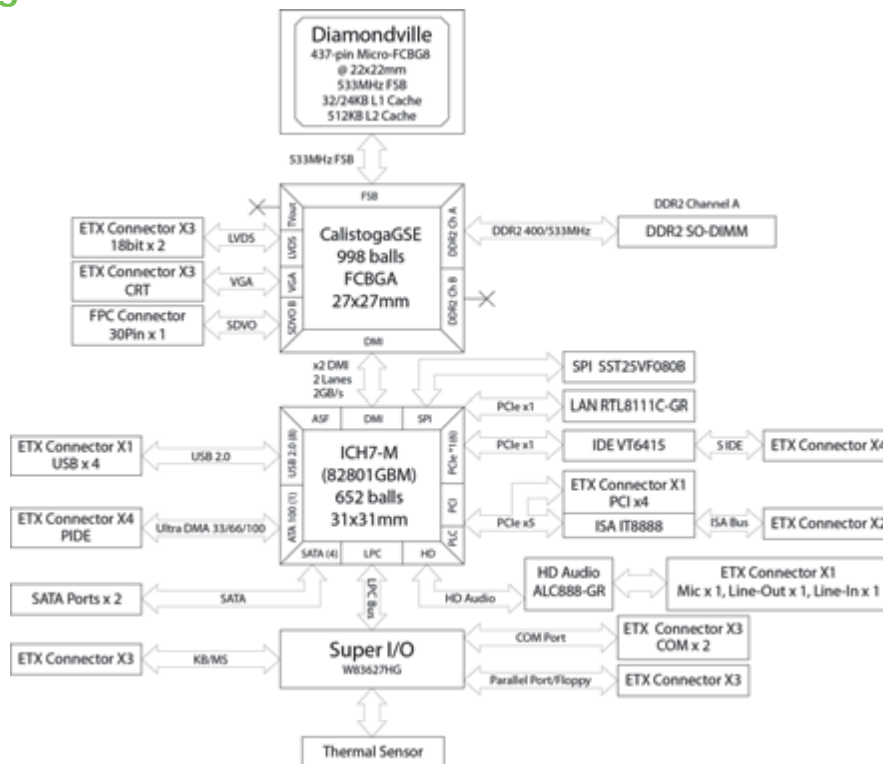 Diamondville
437-pin Micro-FCBG8
@ 22x22mm
533MHz FSB
32/24KB L1 Cache
512KB L2 Cache
533MHz FSB
FSB
TVout
LVDS
VGA
SDVO B
CalistogaGSE
998 balls
FCBGA
27x27mm
DDR2 Ch A
DDR2 Ch B
DMI
ETX Connector X3
18bit x 2
LVDS
ETX Connector X3
CRT
VGA
FPC Connector
30Pin x 1
SDVO
DDR2 400/533MHz
DDR2 Channel A
DDR2 SO-DIMM
x2 DMI
2 Lanes
2GB/s
SPI SST25VF080B
ASF
DMI
SPI
USB 2.0 (8)
ATA 100 (1)
ICH7-M
(82801GBM)
652 balls
31x31mm
PCIe *1(6)
PCI
PLC
SATA (4)
LPC
HD
PCIe x1
LAN RTL8111C-GR
PCIe x1
IDE VT6415
S IDE
ETX Connector X4
ETX Connector X1
USB x 4
USB 2.0
ETX Connector X1
PCI x4
PCIe x5
ISA IT8888
ISA Bus
ETX Connector X2
ETX Connector X4
PIDE
Ultra DMA 33/66/100
SATA Ports x 2
SATA
LPC Bus
HD Audio
HD Audio
ALC888-GR
ETX Connector X1
Mic x 1, Line-Out x 1, Line-In x 1
ETX Connector X3
KB/MS
Super I/O
W83627HG
COM Port
ETX Connector X3
COM x 2
Parallel Port/Floppy
ETX Connector X3
Thermal Sensor